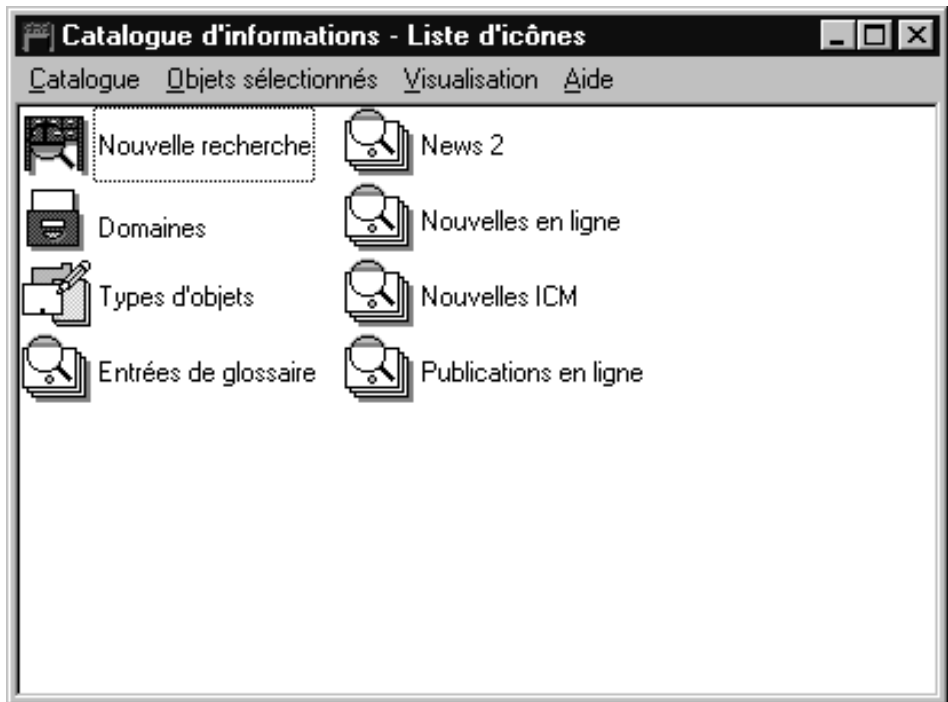 Catalogue d'informations - Liste d'icônes
Catalogue Objets sélectionnés Visualisation Aide
Nouvelle recherche
Domaines
Types d'objets
Entrées de glossaire
News 2
Nouvelles en ligne
Nouvelles ICM
Publications en ligne